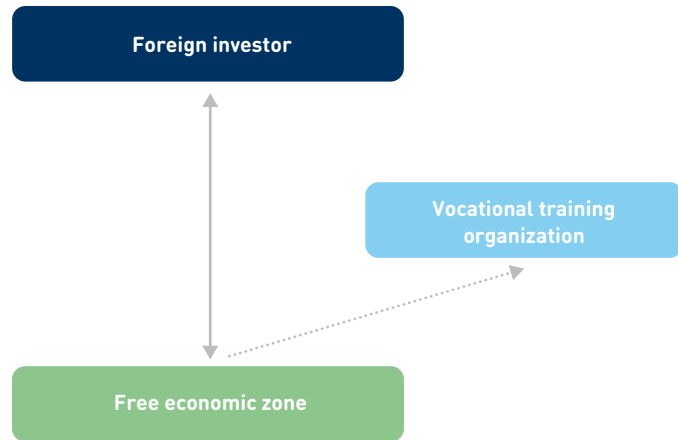 Foreign investor
Vocational training
organization
Free economic zone